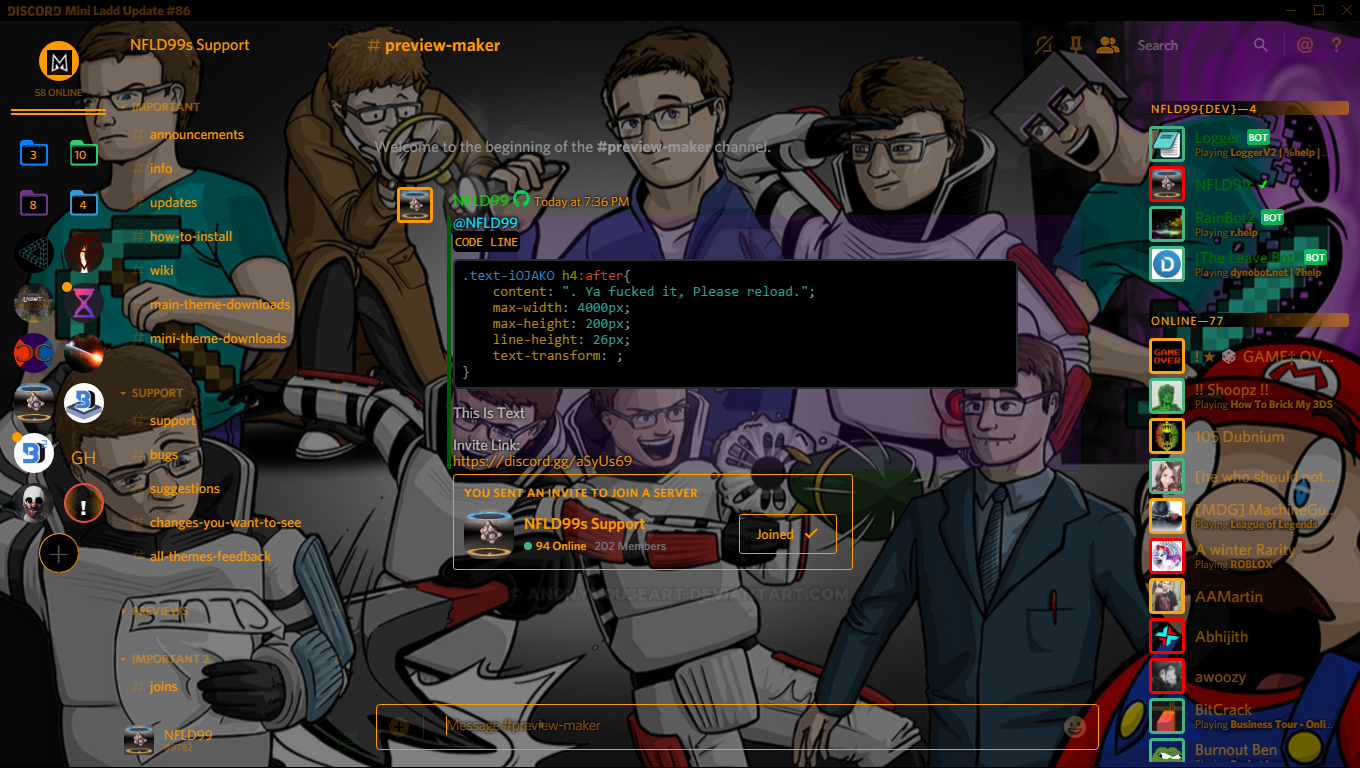 DISCORD Mini Ladd Update #86
58 ONLINE
3
10
8
4
GH
NFLD99s Support
IMPORTANT
# announcements
# info
# updates
# how-to-install
# wiki
# main-theme-downloads
# mini-theme-downloads
SUPPORT
# support
# bugs
# suggestions
# changes-you-want-to-see
# all-themes-feedback
PREVIEWS
IMPORTANT 2
# joins
NFLD99
#9782
# preview-maker
Search
@ ?
Welcome to the beginning of the #preview-maker channel.
NFLD99 Today at 7:36 PM
@NFLD99
CODE LINE
.text-iOJAKO h4:after{
content: ". Ya fucked it, Please reload.";
max-width: 4000px;
max-height: 200px;
line-height: 26px;
text-transform: ;
}
This Is Text
Invite Link:
https://discord.gg/aSyUs69
YOU SENT AN INVITE TO JOIN A SERVER
NFLD99s Support
94 Online 202 Members
Joined
© ANONYMOUSEART.DEVIANTART.COM
Message #preview-maker
NFLD99{DEV}—4
Logger BOT
Playing LoggerV2 | %help | ...
NFLD99
RainBot2 BOT
Playing r.help
[The Leave Bot] BOT
Playing dynobot.net | ?help
ONLINE—77
GAME OVER
! ★ 🎲 GAME† OV...
!! Shoopz !!
Playing How To Brick My 3DS
105 Dubnium
[he who should not...
[MDG] MachineGu...
Playing League of Legends
A winter Rarity
Playing ROBLOX
AAMartin
Abhijith
awoozy
BitCrack
Playing Business Tour - Onli...
Burnout Ben